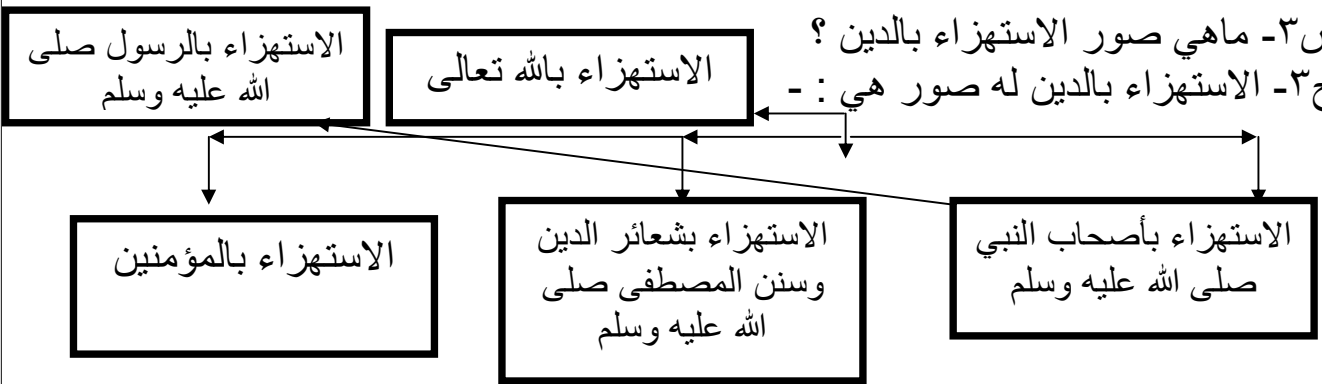 س٣- ماهي صور الاستهزاء بالدين ؟
ج٣- الاستهزاء بالدين له صور هي : -
الاستهزاء بالله تعالى
الاستهزاء بالرسول صلى
الله عليه وسلم
الاستهزاء بأصحاب النبي
صلى الله عليه وسلم
الاستهزاء بشعائر الدين
وسنن المصطفى صلى
الله عليه وسلم
الاستهزاء بالمؤمنين